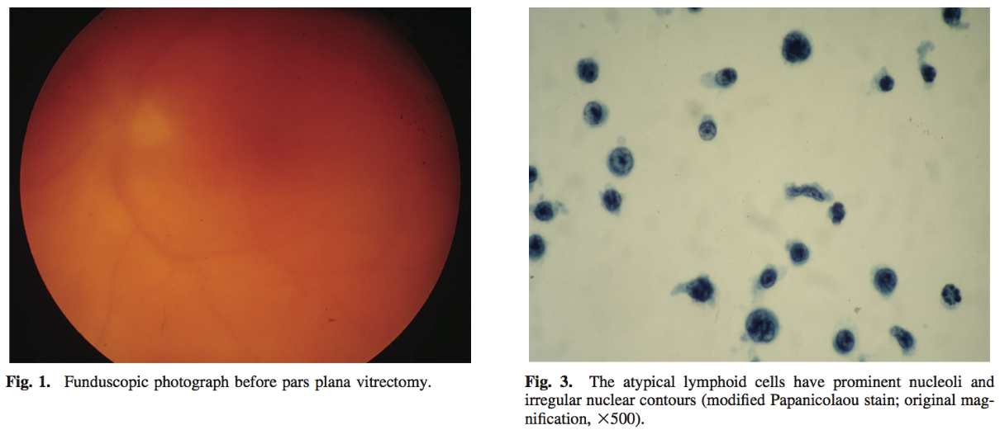 Fig. 1. Funduscopic photograph before pars plana vitrectomy.
Fig. 3. The atypical lymphoid cells have prominent nucleoli and
irregular nuclear contours (modified Papanicolaou stain; original mag-
nification, ×500).